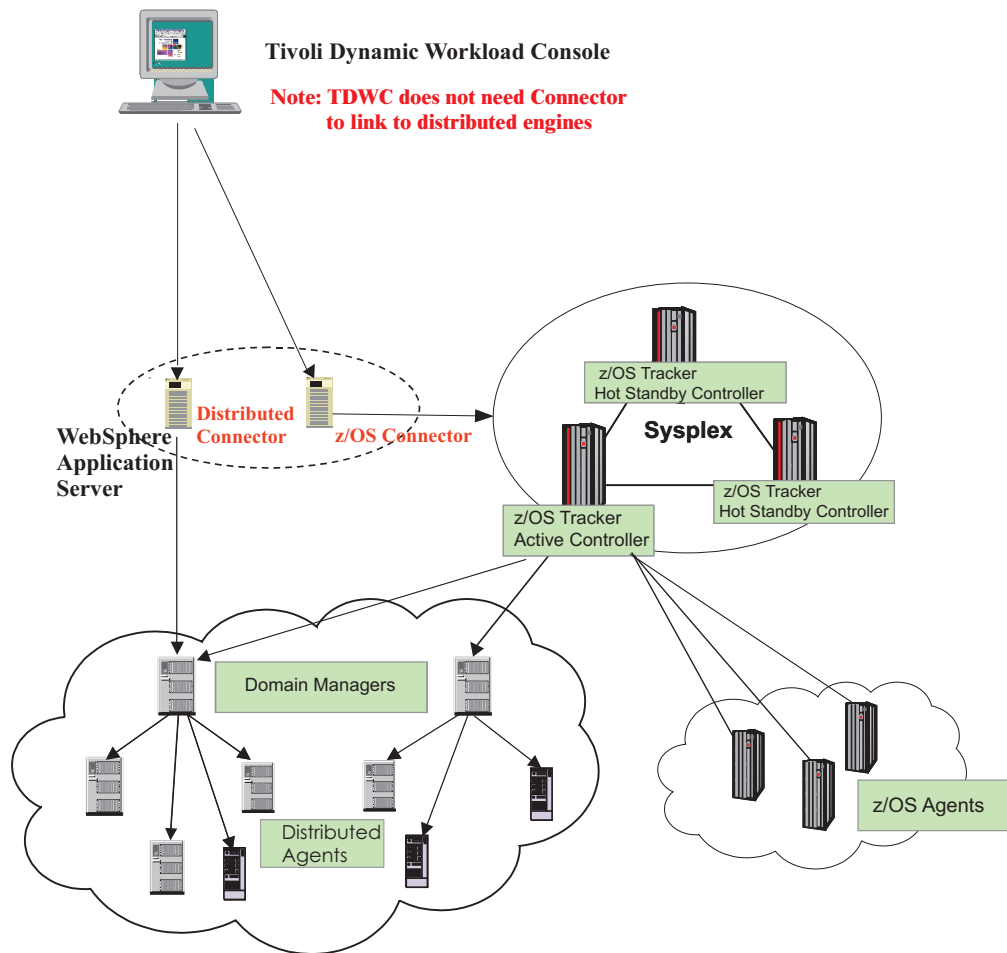 Tivoli Dynamic Workload Console
Note: TDWC does not need Connector
to link to distributed engines
z/OS Tracker
Hot Standby Controller
Sysplex
Distributed
Connector
z/OS Connector
WebSphere
Application
Server
z/OS Tracker
Hot Standby Controller
z/OS Tracker
Active Controller
Domain Managers
Distributed
Agents
z/OS Agents